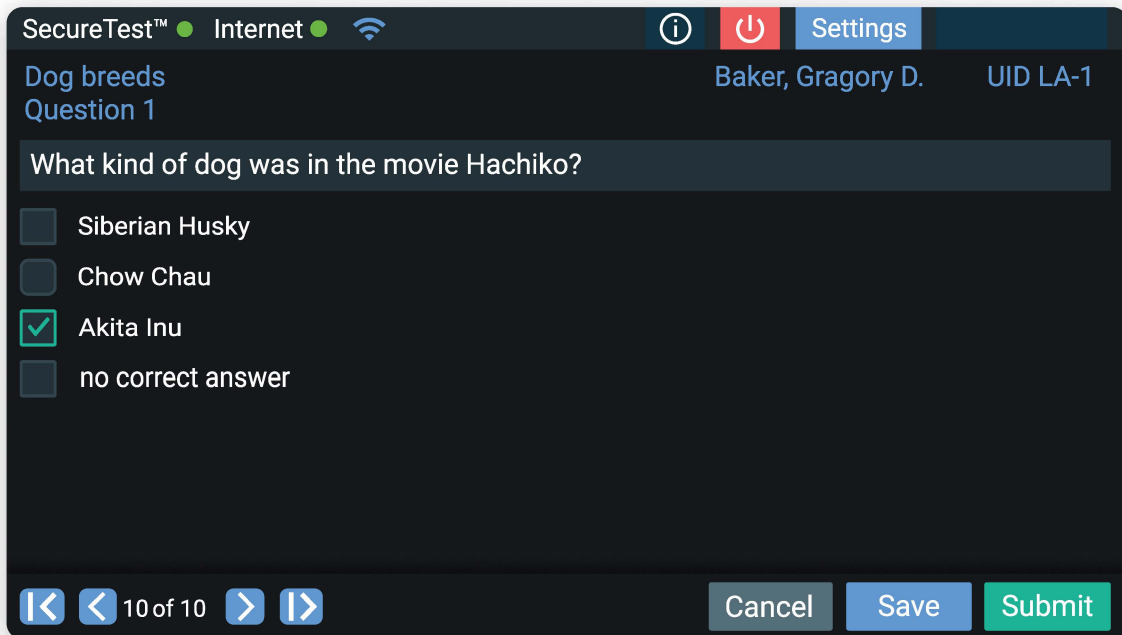 SecureTest™ Internet Settings
Dog breeds Baker, Gragory D. UID LA-1
Question 1
What kind of dog was in the movie Hachiko?
Siberian Husky
Chow Chau
Akita Inu
no correct answer
10 of 10 Cancel Save Submit